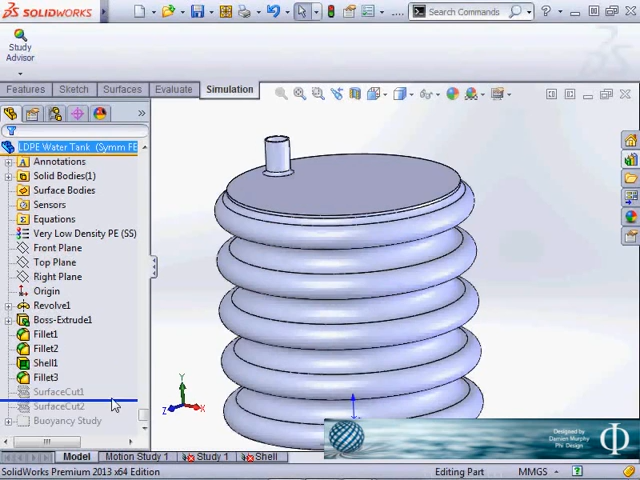 SOLIDWORKS
Search Commands
Study
Advisor
Features
Sketch
Surfaces
Evaluate
Simulation
LDPE Water Tank (Symm FE
Annotations
Solid Bodies(1)
Surface Bodies
Sensors
Equations
Very Low Density PE (SS)
Front Plane
Top Plane
Right Plane
Origin
Revolve1
Boss-Extrude1
Fillet1
Fillet2
Shell1
Fillet3
SurfaceCut1
SurfaceCut2
Buoyancy Study
Y
Z
X
Designed by
Damien Murphy
Phi Design
Model
Motion Study 1
Study 1
Shell
SolidWorks Premium 2013 x64 Edition
Editing Part
MMGS